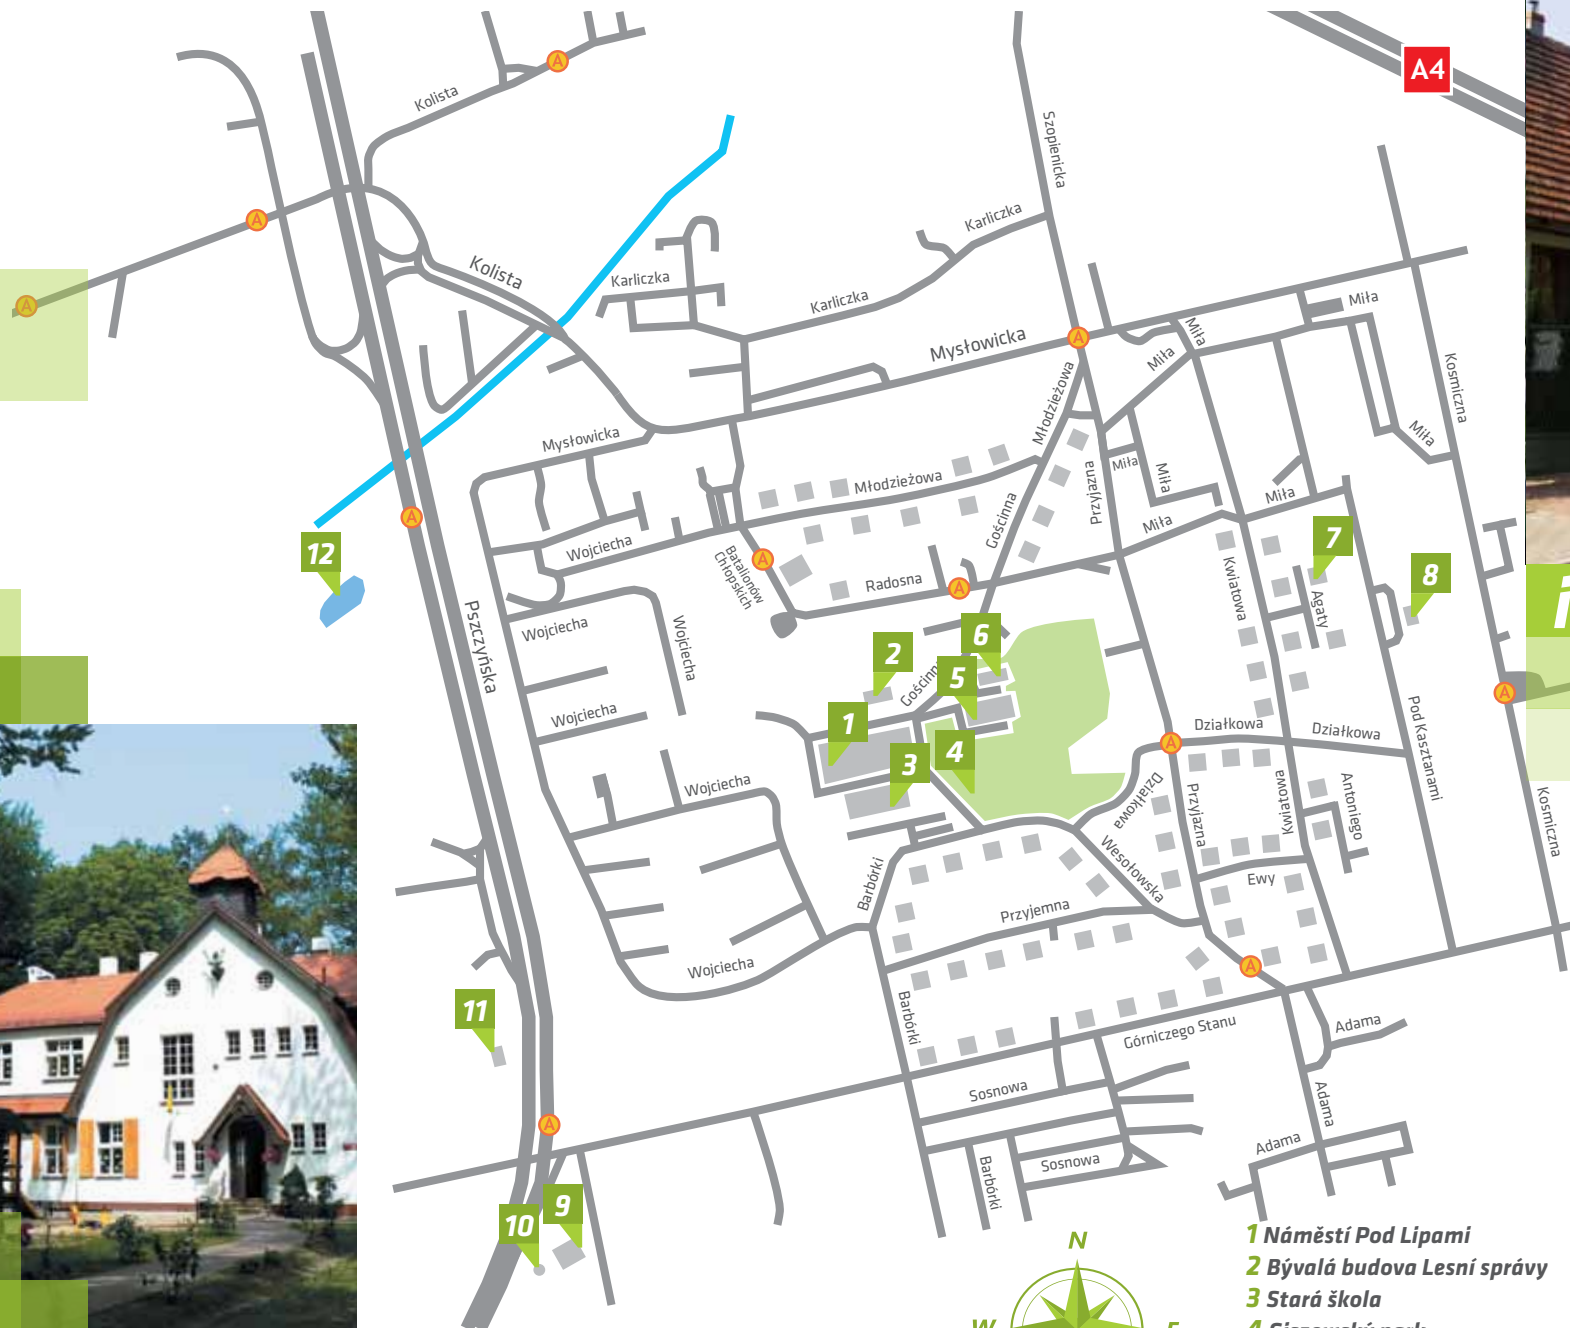 A4
A
Kolista
A
A
Kolista
Szopienicka
Karliczka
Karliczka
Karliczka
Mysłowicka
A
Miła
Miła
Miła
Kosmiczna
Miła
Mysłowicka
Młodzieżowa
Młodzieżowa
Przyjazna
Miła
Miła
Miła
Miła
A
Wojciecha
Batalionów
Chłopskich
A
Gościnna
Radosna
A
Kwiatowa
Agaty
7
8
12
Pszczyńska
Wojciecha
Wojciecha
Wojciecha
Wojciecha
Wojciecha
2
6
5
Gościnna
1
3
4
A
Działkowa
Działkowa
Pod Kasztanami
A
Kosmiczna
Działkowa
Przyjazna
Kwiatowa
Antoniego
Wesołowska
Ewy
Barbórki
Przyjemna
A
Barbórki
Górniczego Stanu
Adama
Adama
Adama
Sosnowa
Sosnowa
Barbórki
11
A
9
10
N
1 Náměstí Pod Lipami
2 Bývalá budova Lesní správy
3 Stará škola